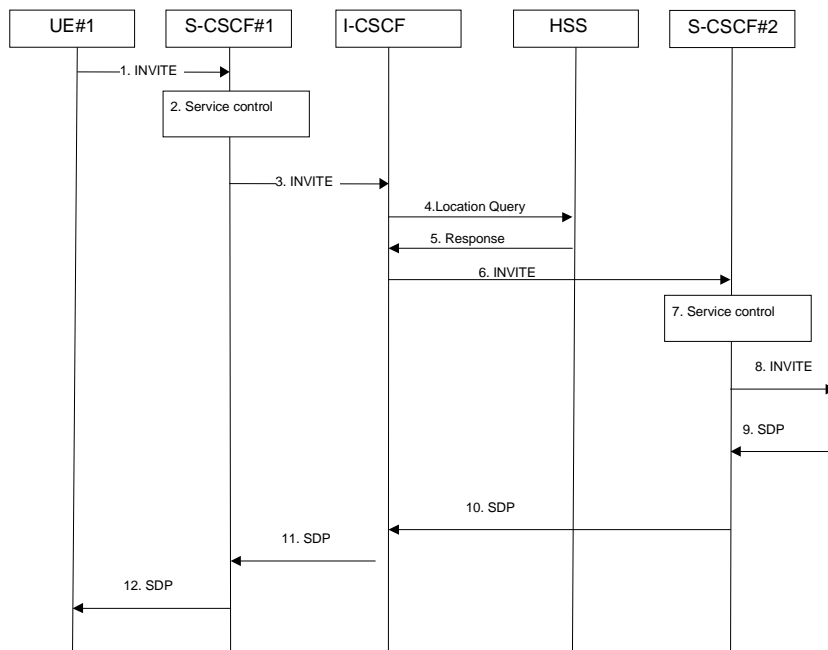 UE#1
S-CSCF#1
I-CSCF
HSS
S-CSCF#2
1. INVITE
2. Service control
3. INVITE
4.Location Query
5. Response
6. INVITE
7. Service control
8. INVITE
9. SDP
10. SDP
11. SDP
12. SDP